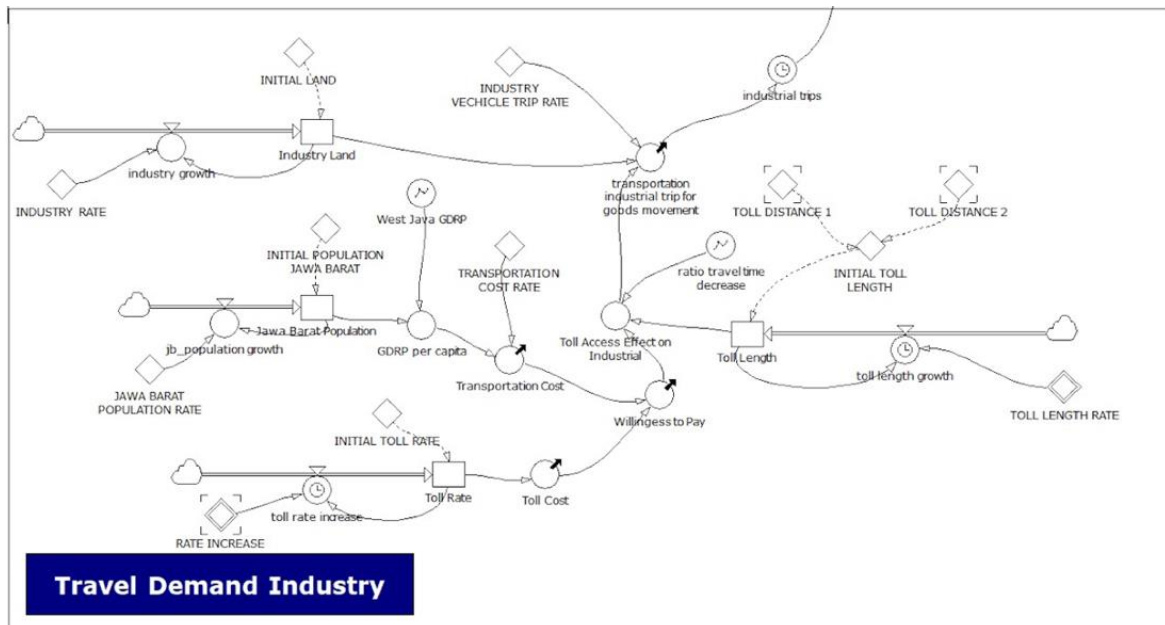 INITIAL LAND
INDUSTRY
VECHICLE TRIP RATE
industrial trips
Industry Land
industry growth
INDUSTRY RATE
transportation
industrial trip for
goods movement
TOLL DISTANCE 1
TOLL DISTANCE 2
West Java GDRP
INITIAL POPULATION
JAWA BARAT
TRANSPORTATION
COST RATE
ratio travel time
decrease
INITIAL TOLL
LENGTH
Jawa Barat Population
jb_population growth
GDRP per capita
Toll Access Effect on
Industrial
Toll Length
toll length growth
JAWA BARAT
POPULATION RATE
Transportation Cost
Willingess to Pay
TOLL LENGTH RATE
INITIAL TOLL RATE
Toll Rate
Toll Cost
toll rate increase
RATE INCREASE
Travel Demand Industry